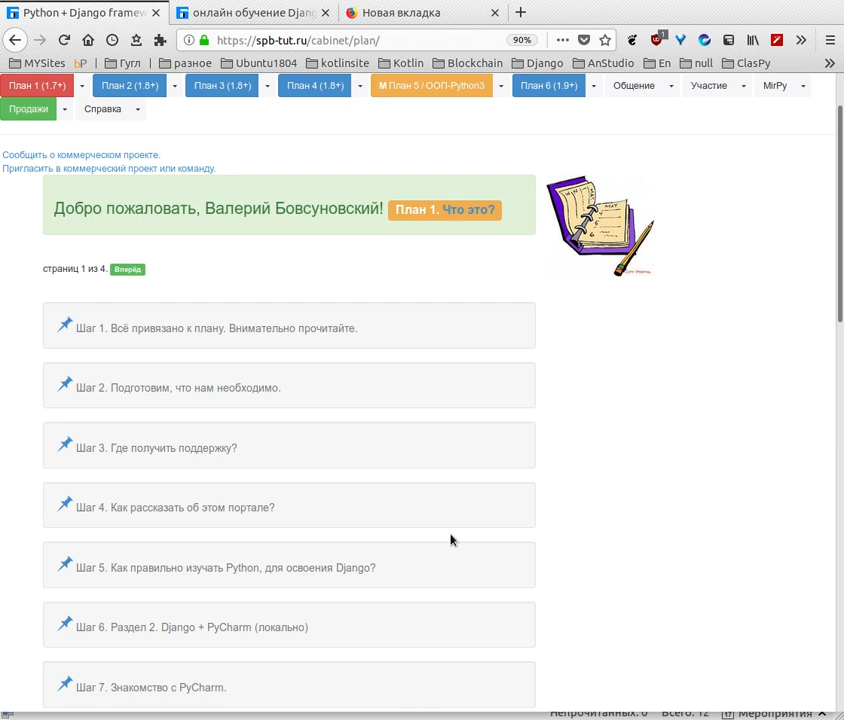 Python + Django framew
онлайн обучение Djan
Новая вкладка
https://spb-tut.ru/cabinet/plan/
90%
1
MYSites
bP
Гугл
разное
Ubuntu1804
kotlinsite
Kotlin
Blockchain
Django
AnStudio
En
null
ClasPy
План 1 (1.7+)
План 2 (1.8+)
План 3 (1.8+)
План 4 (1.8+)
М План 5 / ООП-Python3
План 6 (1.9+)
Общение
Участие
MirPy
Продажи
Справка
Сообщить о коммерческом проекте.
Пригласить в коммерческий проект или команду.
Добро пожаловать, Валерий Бовсуновский! План 1. Что это?
страниц 1 из 4. Вперёд
Шаг 1. Всё привязано к плану. Внимательно прочитайте.
Шаг 2. Подготовим, что нам необходимо.
Шаг 3. Где получить поддержку?
Шаг 4. Как рассказать об этом портале?
Шаг 5. Как правильно изучать Python, для освоения Django?
Шаг 6. Раздел 2. Django + PyCharm (локально)
Шаг 7. Знакомство с PyCharm.
Непрочитанных: 0 Всего: 12 17 Мероприятия